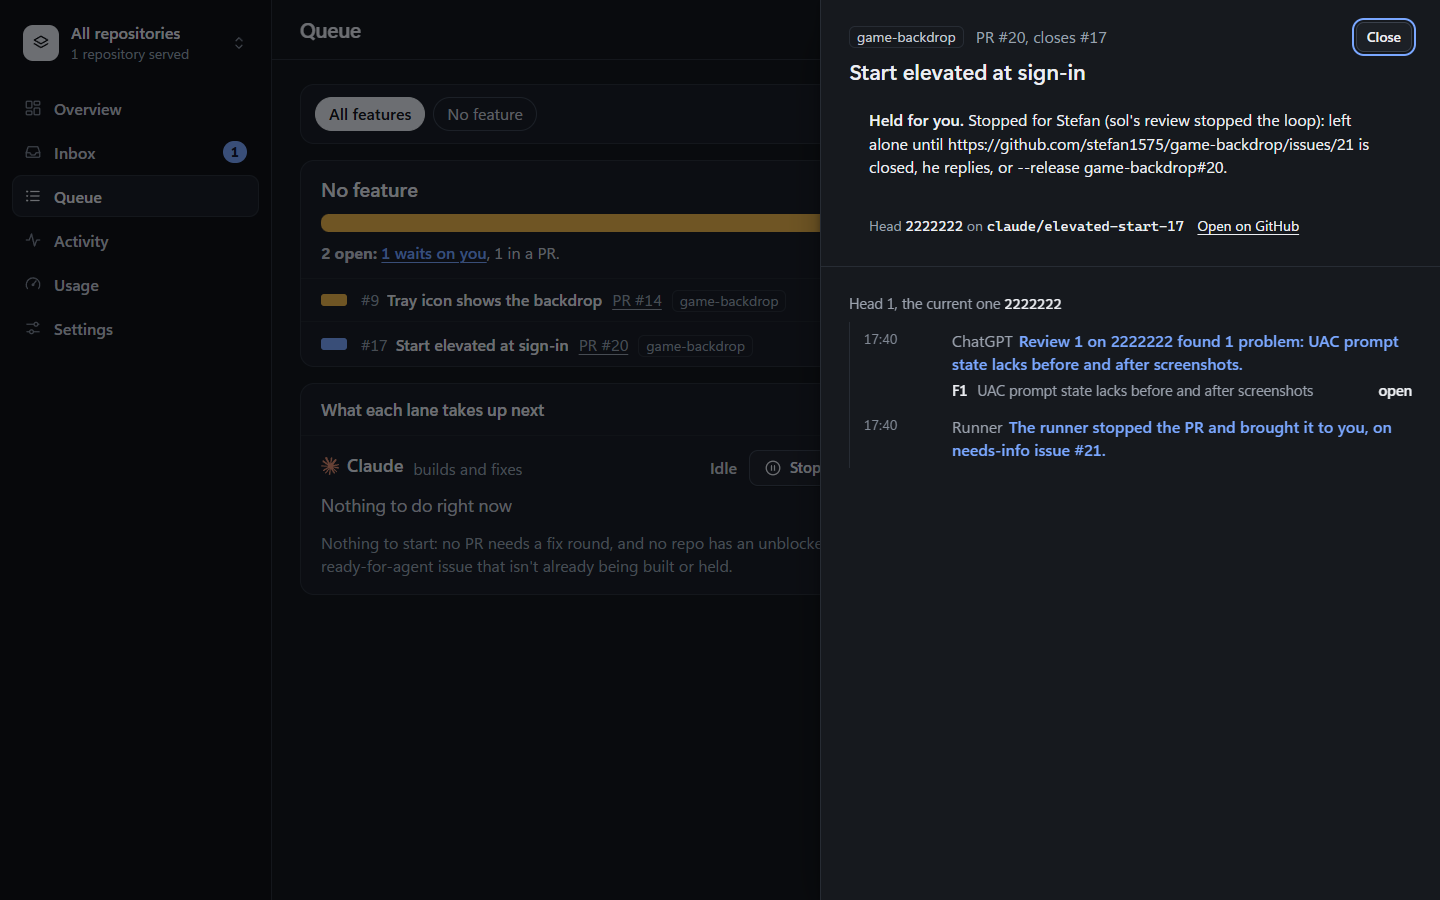 All repositories
1 repository served
Overview
Inbox 1
Queue
Activity
Usage
Settings
Queue
All features No feature
No feature
2 open: 1 waits on you, 1 in a PR.
#9 Tray icon shows the backdrop PR #14 game-backdrop
#17 Start elevated at sign-in PR #20 game-backdrop
What each lane takes up next
Claude builds and fixes Idle Stop
Nothing to do right now
Nothing to start: no PR needs a fix round, and no repo has an unblocke
ready-for-agent issue that isn't already being built or held.
game-backdrop PR #20, closes #17 Close
Start elevated at sign-in
Held for you. Stopped for Stefan (sol's review stopped the loop): left
alone until https://github.com/stefan1575/game-backdrop/issues/21 is
closed, he replies, or --release game-backdrop#20.
Head 2222222 on claude/elevated-start-17 Open on GitHub
Head 1, the current one 2222222
17:40 ChatGPT Review 1 on 2222222 found 1 problem: UAC prompt
state lacks before and after screenshots.
F1 UAC prompt state lacks before and after screenshots open
17:40 Runner The runner stopped the PR and brought it to you, on
needs-info issue #21.